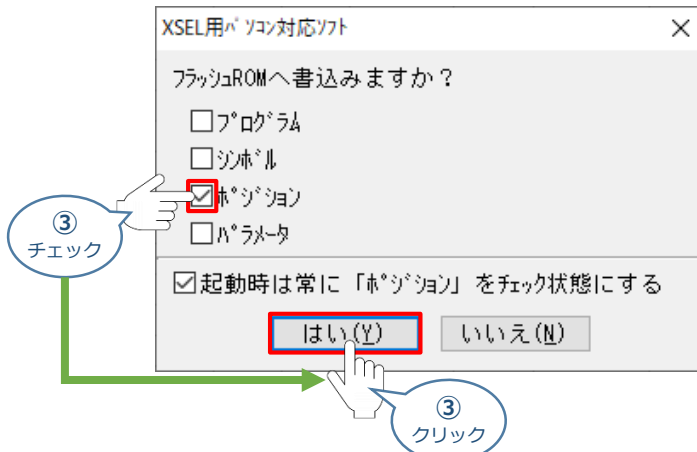 XSEL用ﾊﾟｿｺﾝ対応ｿﾌﾄ
ﾌﾗｯｼｭROMへ書込みますか？
ﾌﾟﾛｸﾞﾗﾑ
ｼﾝﾎﾞﾙ
ﾎﾟｼﾞｼｮﾝ
ﾊﾟﾗﾒｰﾀ
③
チェック
起動時は常に「ﾎﾟｼﾞｼｮﾝ」をﾁｪｯｸ状態にする
はい(Y)
いいえ(N)
③
クリック